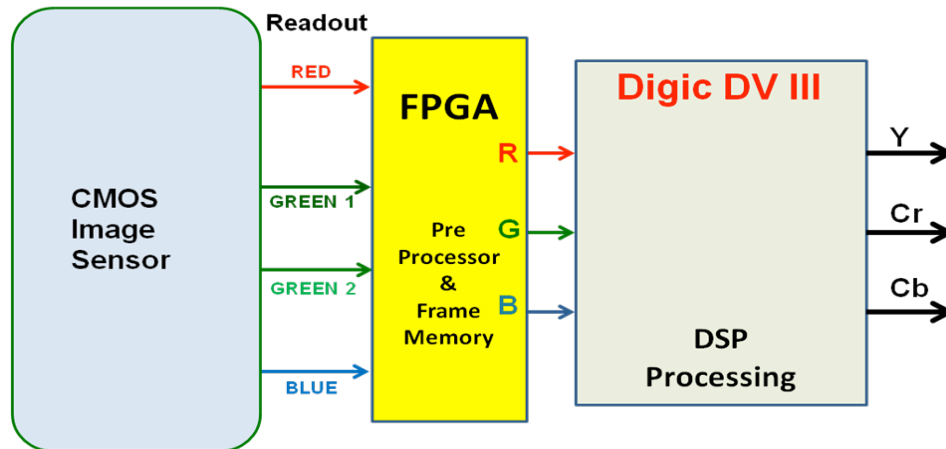 Readout
CMOS
Image
Sensor
RED
GREEN 1
GREEN 2
BLUE
FPGA
R
G
B
Pre
Processor
&
Frame
Memory
Digic DV III
DSP
Processing
Y
Cr
Cb